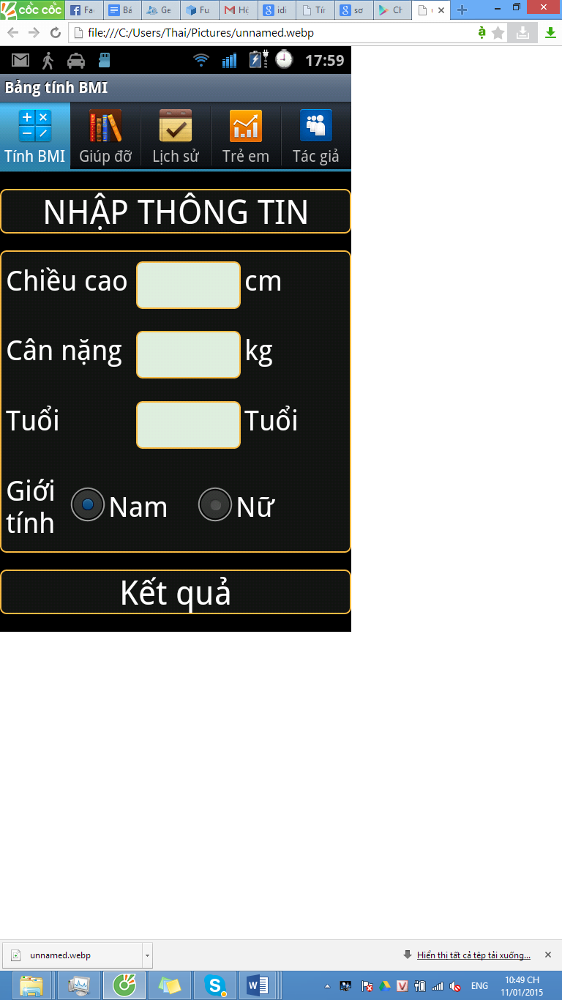 cốc cốc
Fa
Bả
Ge
Fu
Hộ
idi
Tír
sơ
Ch
file:///C:/Users/Thai/Pictures/unnamed.webp
17:59
Bảng tính BMI
Tính BMI Giúp đỡ Lịch sử Trẻ em Tác giả
NHẬP THÔNG TIN
Chiều cao cm
Cân nặng kg
Tuổi Tuổi
Giới
tính
Nam Nữ
Kết quả
unnamed.webp
Hiển thị tất cả tệp tải xuống...
ENG
10:49 CH
11/01/2015